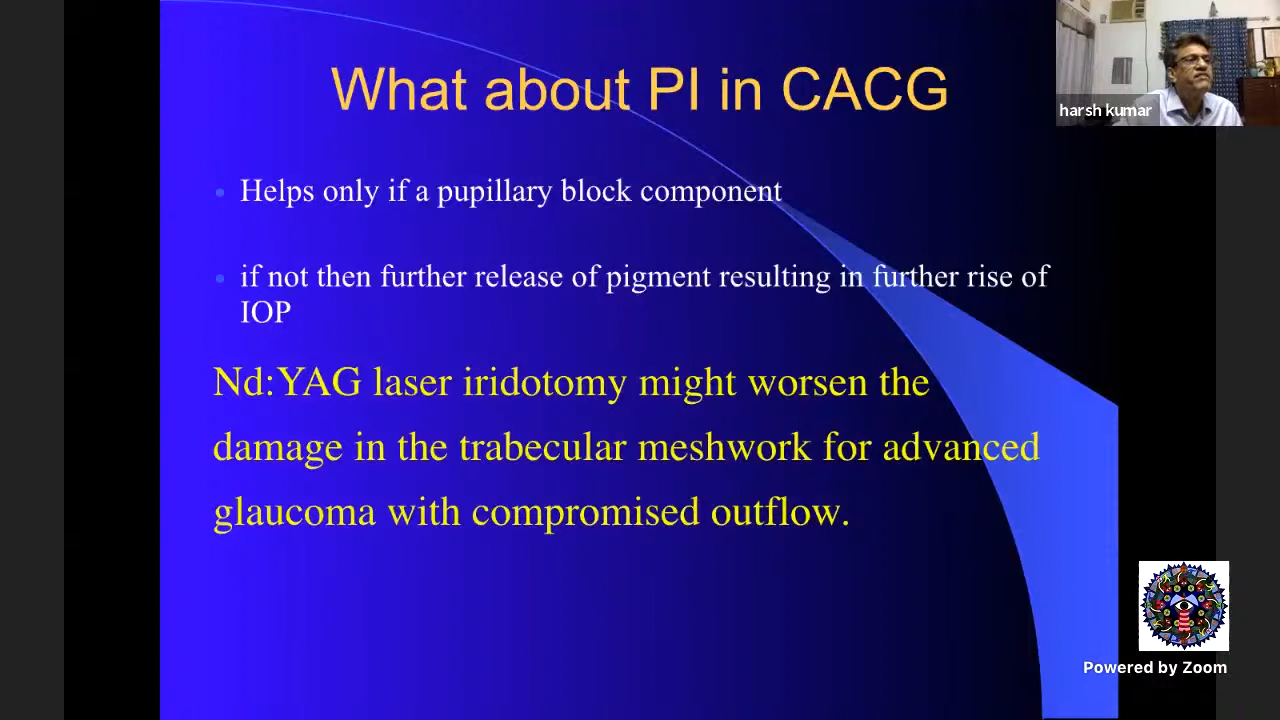 What about PI in CACG
harsh kumar
Helps only if a pupillary block component
if not then further release of pigment resulting in further rise of
IOP
Nd:YAG laser iridotomy might worsen the
damage in the trabecular meshwork for advanced
glaucoma with compromised outflow.
Powered by Zoom